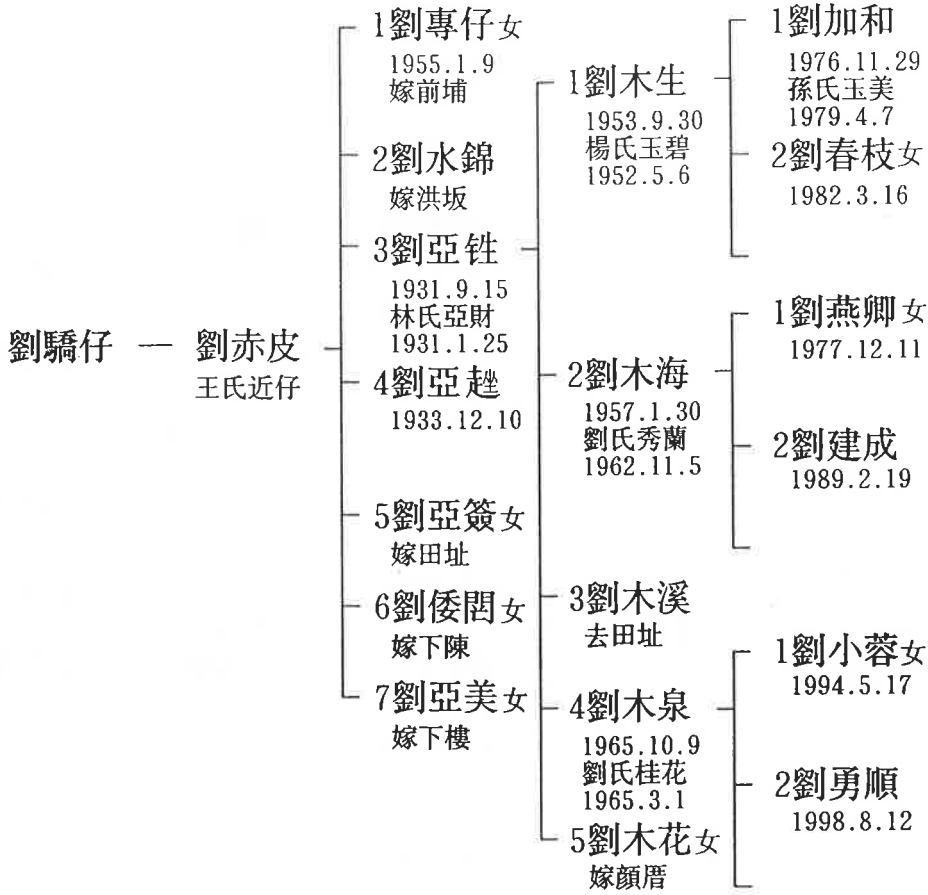 劉驕仔
劉赤皮
王氏近仔
1劉專仔女
1955.1.9
嫁前埔
2劉水錦
嫁洪坂
3劉亞鉎
1931.9.15
林氏亞財
1931.1.25
4劉亞趖
1933.12.10
5劉亞簽女
嫁田址
6劉倭閏女
嫁下陳
7劉亞美女
嫁下樓
1劉木生
1953.9.30
楊氏玉碧
1952.5.6
2劉木海
1957.1.30
劉氏秀蘭
1962.11.5
3劉木溪
去田址
4劉木泉
1965.10.9
劉氏桂花
1965.3.1
5劉木花女
嫁顏厝
1劉加和
1976.11.29
孫氏玉美
1979.4.7
2劉春枝女
1982.3.16
1劉燕卿女
1977.12.11
2劉建成
1989.2.19
1劉小蓉女
1994.5.17
2劉勇順
1998.8.12